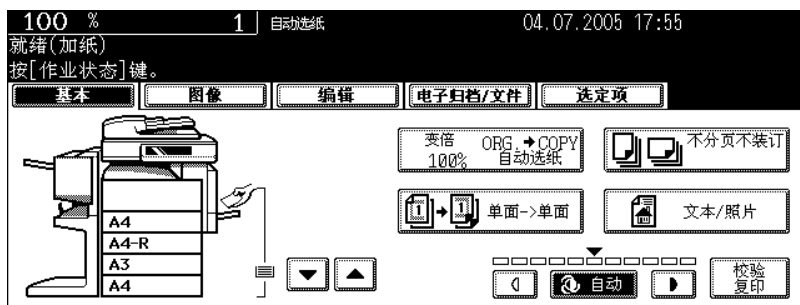 100 % 1 自动选纸 04.07.2005 17:55
就绪(加纸)
按[作业状态]键。
基本 图像 编辑 电子归档/文件 选定项
变倍 ORG.→COPY
100% 自动选纸
不分页不装订
1→1 单面->单面
文本/照片
A4
A4-R
A3
A4
自动
校验
复印